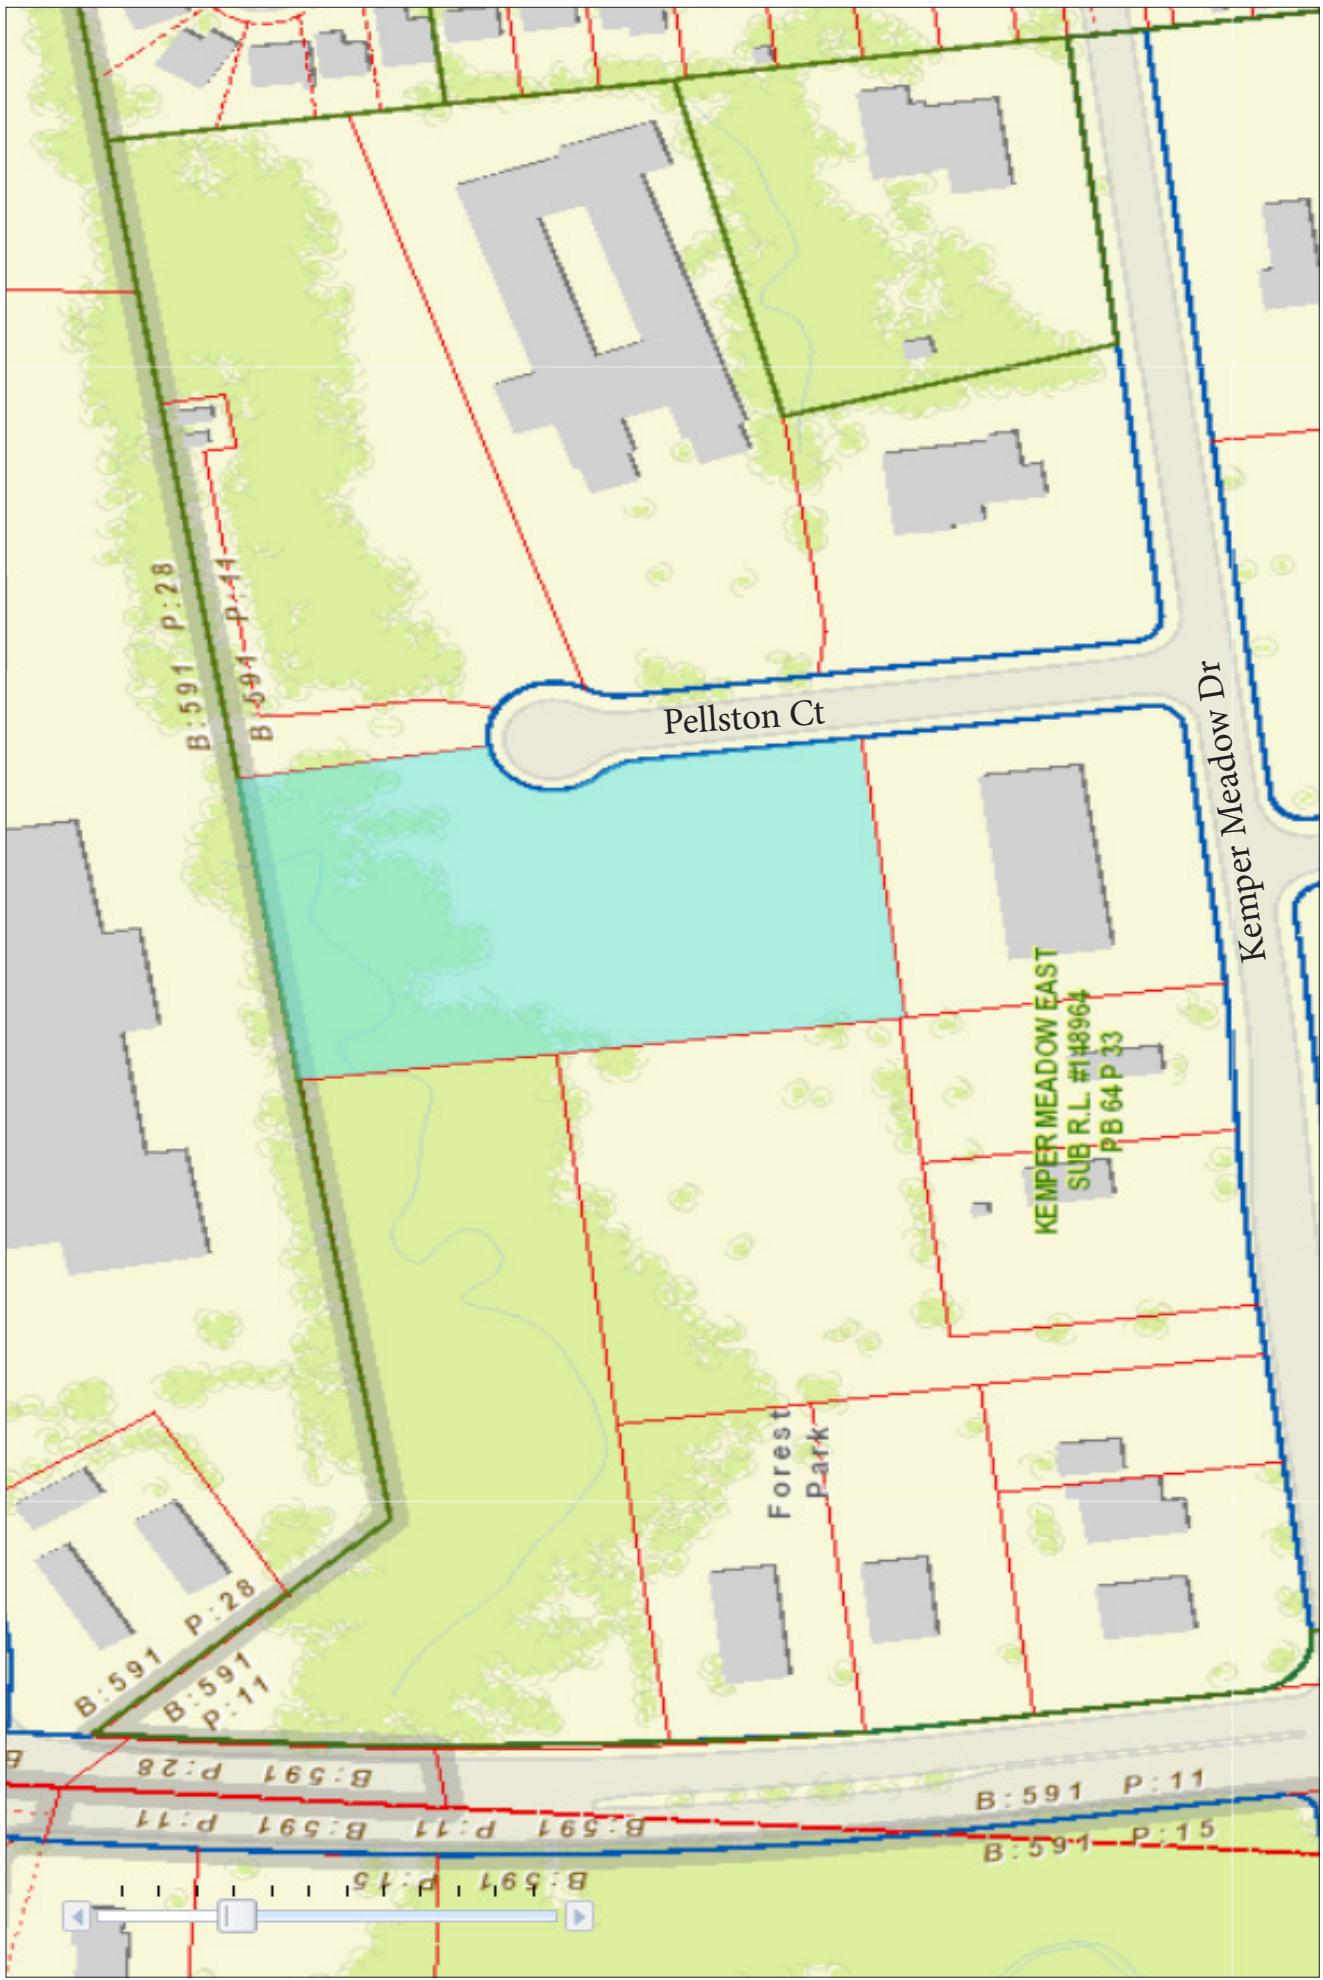 B:591 P:28
B:591 P:11
Pellston Ct
Kemper Meadow Dr
KEMPER MEADOW EAST
SUB R.L. #148964
PB 64 P 33
Forest
Park
B:591 P:28
B:591
P:11
B
B:591 P:28
B:591 P:11
B:591 P:11
B:591 P:11
B:591 P:15
B:591 P:15